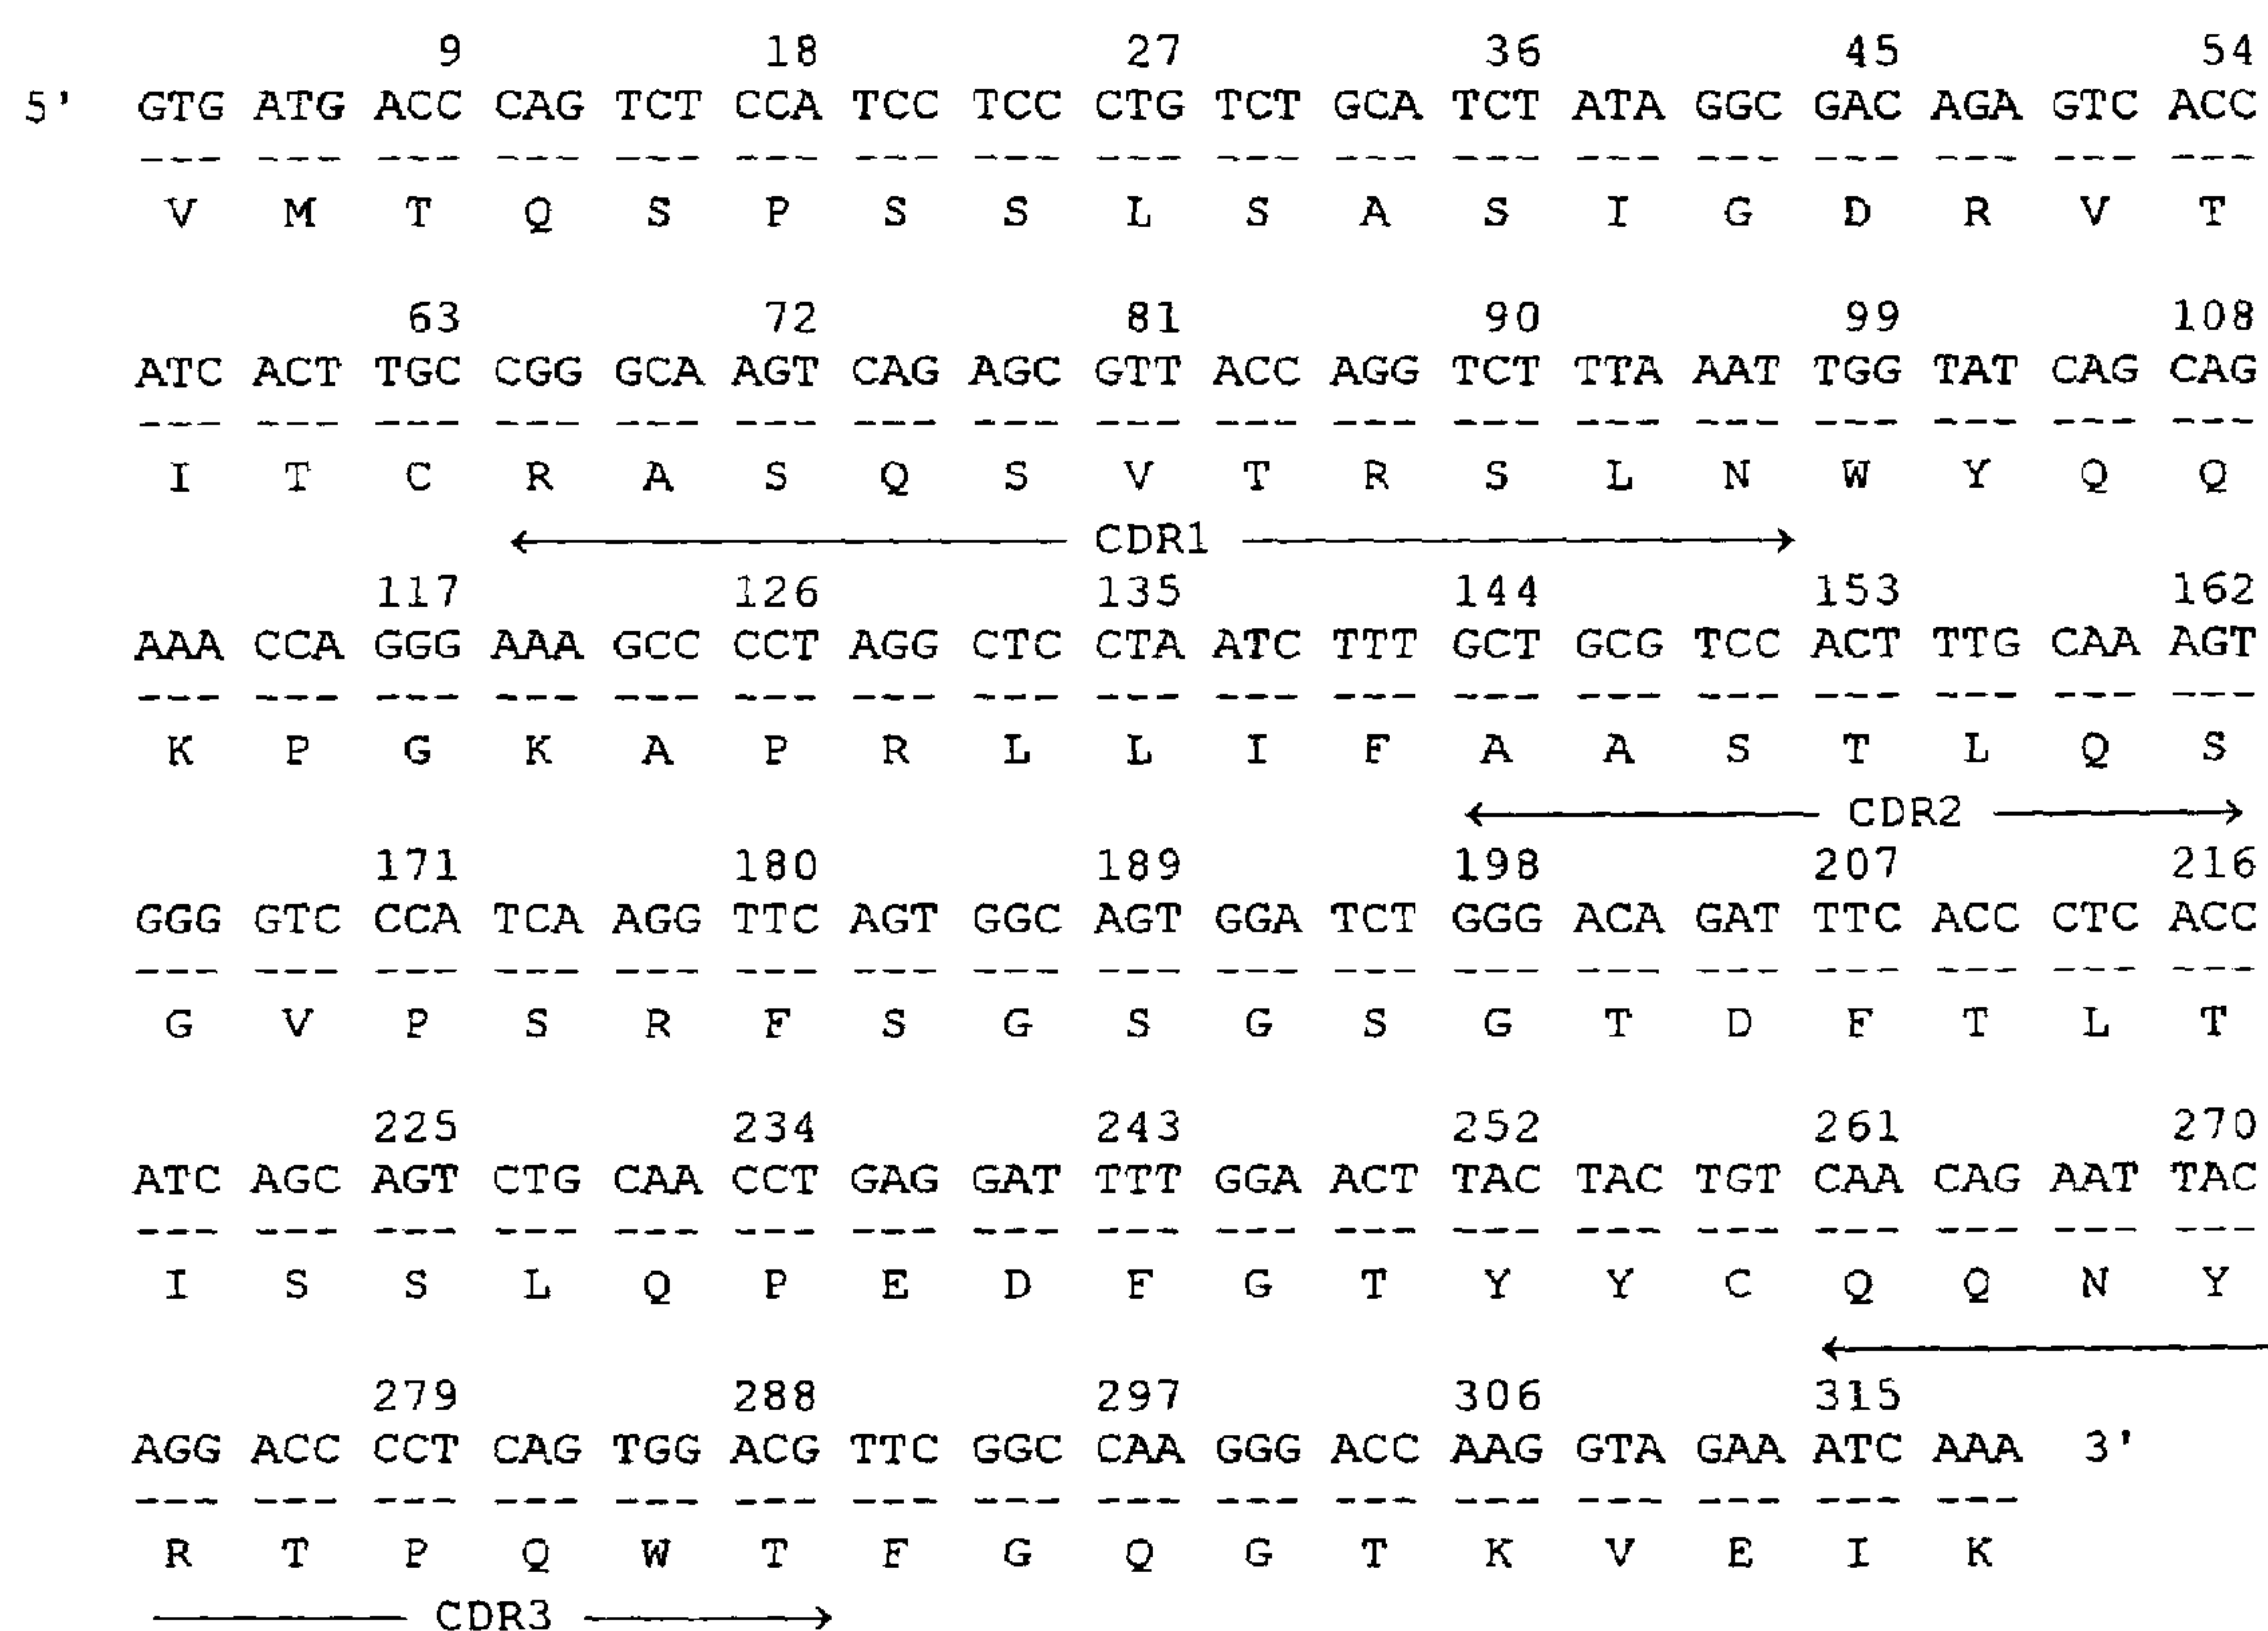 9 18 27 36 45 54
5' GTG ATG ACC CAG TCT CCA TCC TCC CTG TCT GCA TCT ATA GGC GAC AGA GTC ACC
--- --- --- --- --- --- --- --- --- --- --- --- --- --- --- --- --- ---
V M T Q S P S S L S A S I G D R V T
63 72 81 90 99 108
ATC ACT TGC CGG GCA AGT CAG AGC GTT ACC AGG TCT TTA AAT TGG TAT CAG CAG
--- --- --- --- --- --- --- --- --- --- --- --- --- --- --- --- --- ---
I T C R A S Q S V T R S L N W Y Q Q
←——— CDR1 ———→
117 126 135 144 153 162
AAA CCA GGG AAA GCC CCT AGG CTC CTA ATC TTT GCT GCG TCC ACT TTG CAA AGT
--- --- --- --- --- --- --- --- --- --- --- --- --- --- --- --- --- ---
K P G K A P R L L I F A A S T L Q S
←——— CDR2 ———→
171 180 189 198 207 216
GGG GTC CCA TCA AGG TTC AGT GGC AGT GGA TCT GGG ACA GAT TTC ACC CTC ACC
--- --- --- --- --- --- --- --- --- --- --- --- --- --- --- --- --- ---
G V P S R F S G S G S G T D F T L T
225 234 243 252 261 270
ATC AGC AGT CTG CAA CCT GAG GAT TTT GGA ACT TAC TAC TGT CAA CAG AAT TAC
--- --- --- --- --- --- --- --- --- --- --- --- --- --- --- --- --- ---
I S S L Q P E D F G T Y Y C Q Q N Y
←———
279 288 297 306 315
AGG ACC CCT CAG TGG ACG TTC GGC CAA GGG ACC AAG GTA GAA ATC AAA 3'
--- --- --- --- --- --- --- --- --- --- --- --- --- --- --- ---
R T P Q W T F G Q G T K V E I K
——— CDR3 ———→